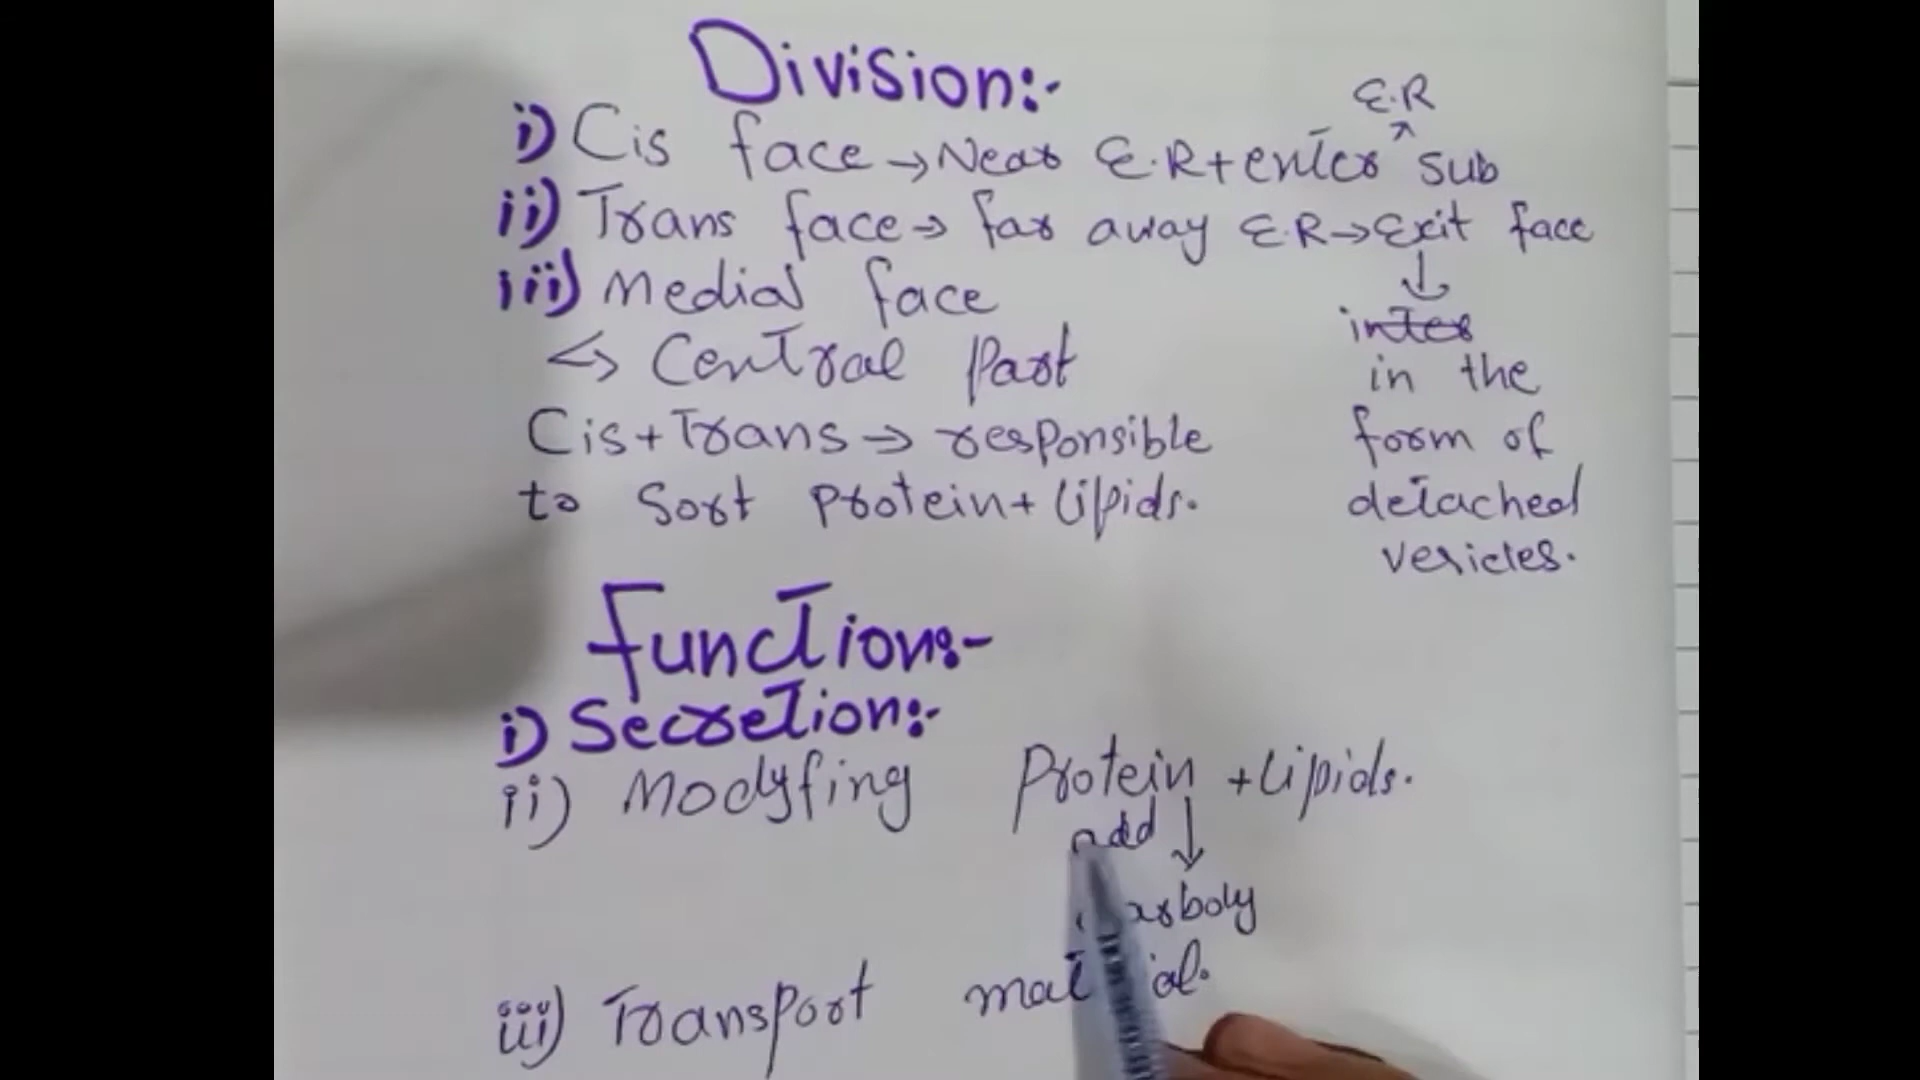 Division:-
E.R
i) Cis face → Near E.R + enter sub
ii) Trans face → far away E.R → Exit face
iii) Medial face
inter
↳ Central Part
in the
Cis + Trans → responsible
form of
to Sort Protein + Lipids.
detached
vesicles.
Function:-
i) Secretion:-
ii) Modyfing Protein + Lipids.
add ↓
iii) Transport